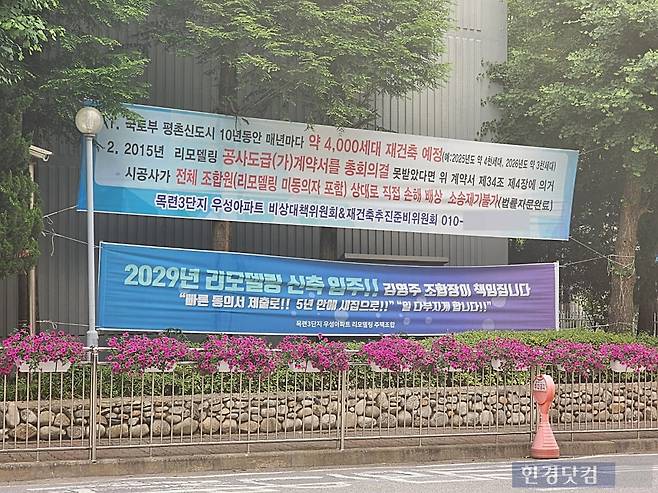 1. 국토부 평촌신도시 10년동안 매년마다 약 4,000세대 재건축 예정(예:2025년도 약 4천세대, 2026년도 약 3천세대)
2. 2015년 리모델링 공사도급(가)계약서를 총회의결 못받았다면 위 계약서 제34조 제4장에 의거
시공사가 전체 조합원(리모델링 미동의자 포함) 상대로 직접 손해 배상 소송제기불가(법률자문완료)
목련3단지 우성아파트 비상대책위원회&재건축추진준비위원회 010-
2029년 리모델링 신축 입주!! 조합장이 책임집니다
"빠른 동의서 제출로!! 5년 안에 새집으로!!" "일 다부지게 합니다!!"
목련3단지 우성아파트 리모델링 주택조합
한경닷컴